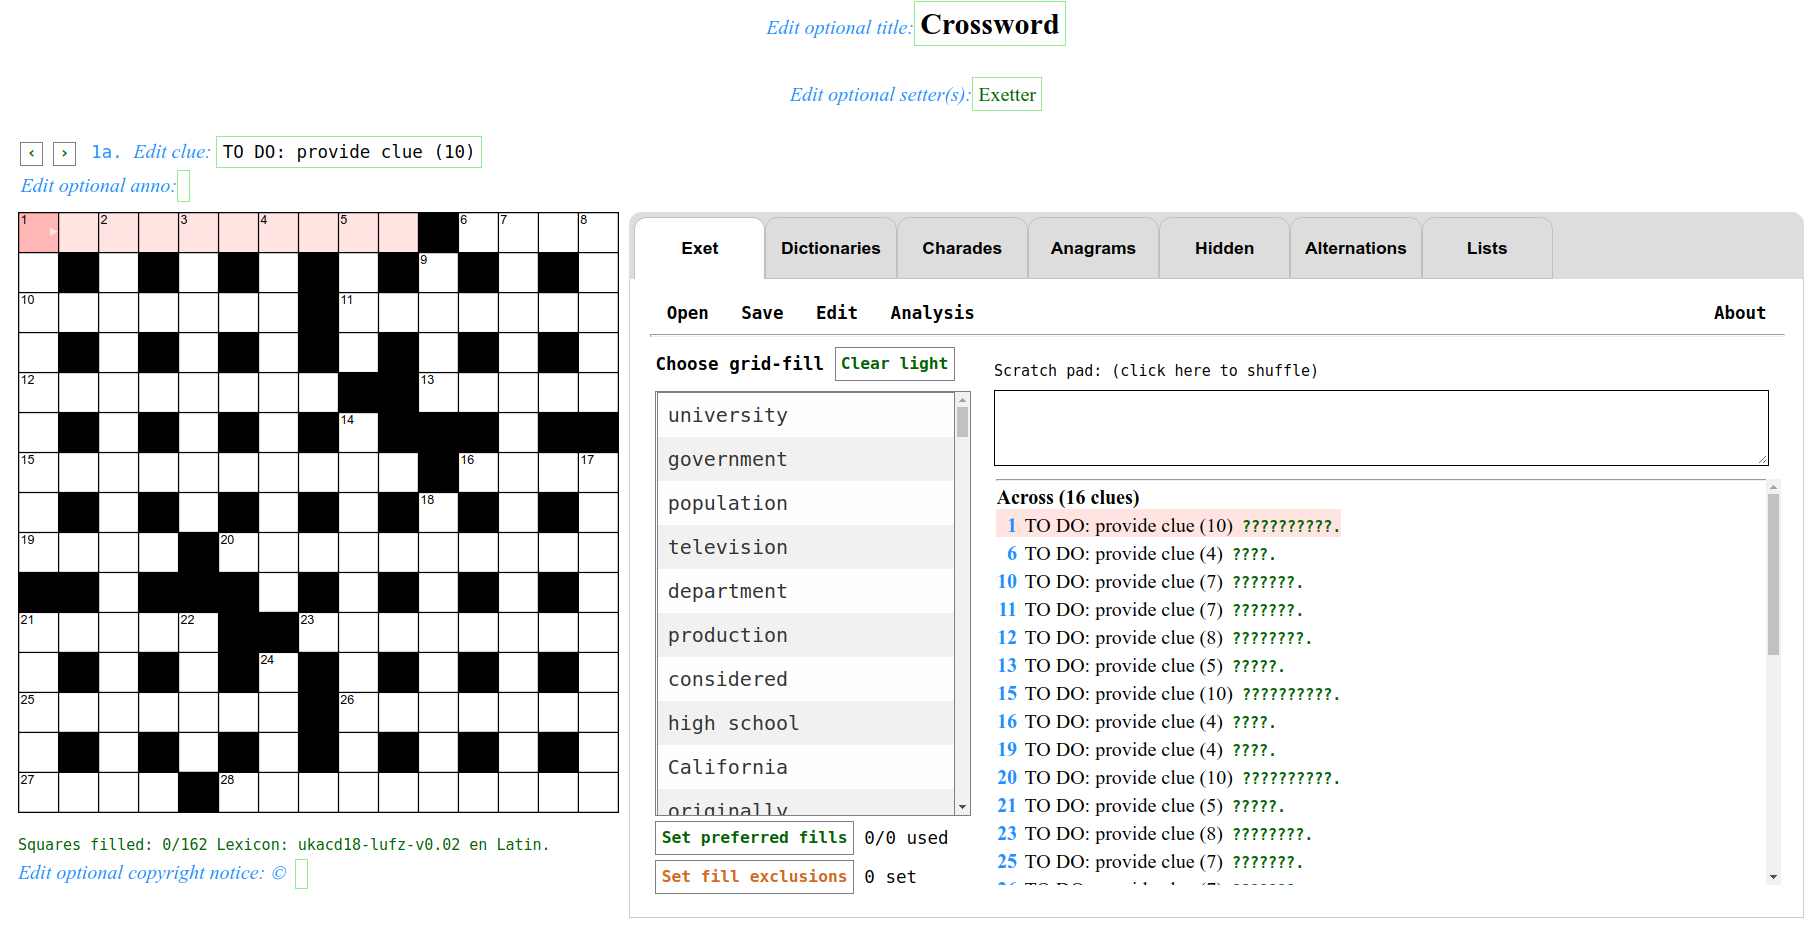 Edit optional title: Crossword
Edit optional setter(s): Exetter
‹ › 1a. Edit clue: TO DO: provide clue (10)
Edit optional anno:
1 2 3 4 5 6 7 8
9
10 11
12 13
14
15 16 17
18
19 20
21 22 23
24
25 26
27 28
Squares filled: 0/162 Lexicon: ukacd18-lufz-v0.02 en Latin.
Edit optional copyright notice: ©
Exet Dictionaries Charades Anagrams Hidden Alternations Lists
Open Save Edit Analysis About
Choose grid-fill Clear light
university
government
population
television
department
production
considered
high school
California
originally
Set preferred fills 0/0 used
Set fill exclusions 0 set
Scratch pad: (click here to shuffle)
Across (16 clues)
1 TO DO: provide clue (10) ??????????.
6 TO DO: provide clue (4) ????.
10 TO DO: provide clue (7) ???????.
11 TO DO: provide clue (7) ???????.
12 TO DO: provide clue (8) ????????.
13 TO DO: provide clue (5) ?????.
15 TO DO: provide clue (10) ??????????.
16 TO DO: provide clue (4) ????.
19 TO DO: provide clue (4) ????.
20 TO DO: provide clue (10) ??????????.
21 TO DO: provide clue (5) ?????.
23 TO DO: provide clue (8) ????????.
25 TO DO: provide clue (7) ???????.